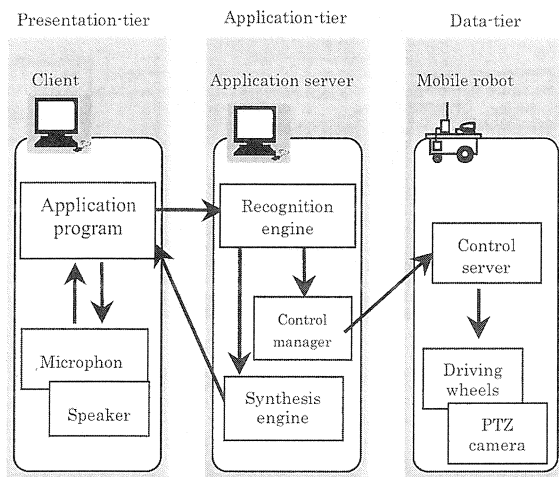 Presentation-tier
Application-tier
Data-tier
Client
Application server
Mobile robot
Application
program
Recognition
engine
Control
server
Control
manager
Microphon
Speaker
Synthesis
engine
Driving
wheels
PTZ
camera